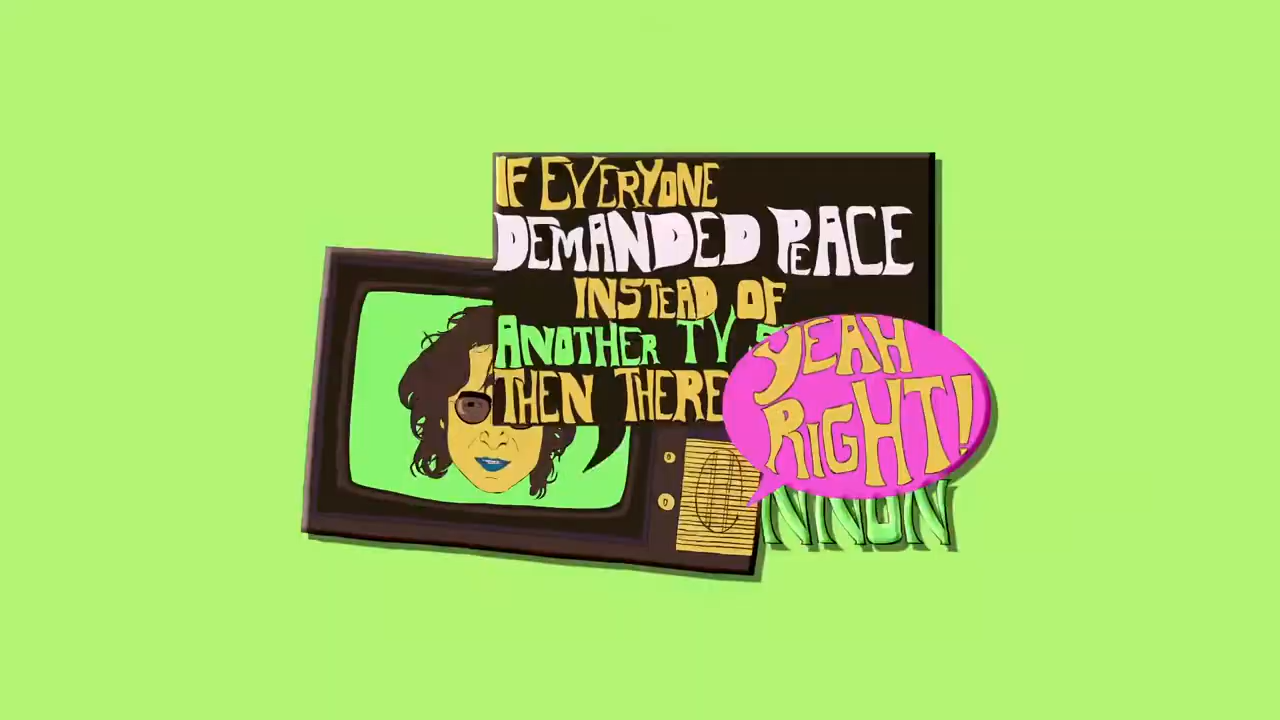 IF EVERYONE
DEMANDED PEACE
INSTEAD OF
ANOTHER TV
THEN THERE
YEAH
RIGHT!